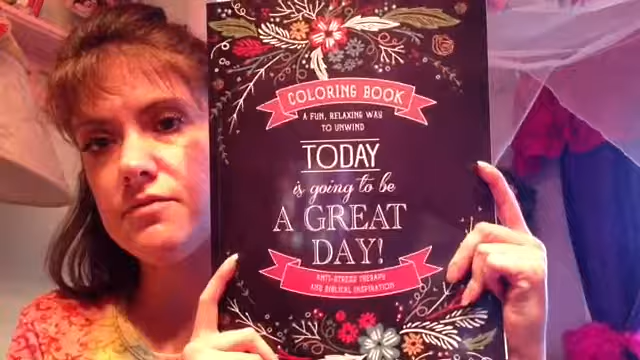 COLORING BOOK
A FUN, RELAXING WAY
TO UNWIND
TODAY
is going to be
A GREAT
DAY!
ANTI-STRESS THERAPY
AND BIBLICAL INSPIRATION